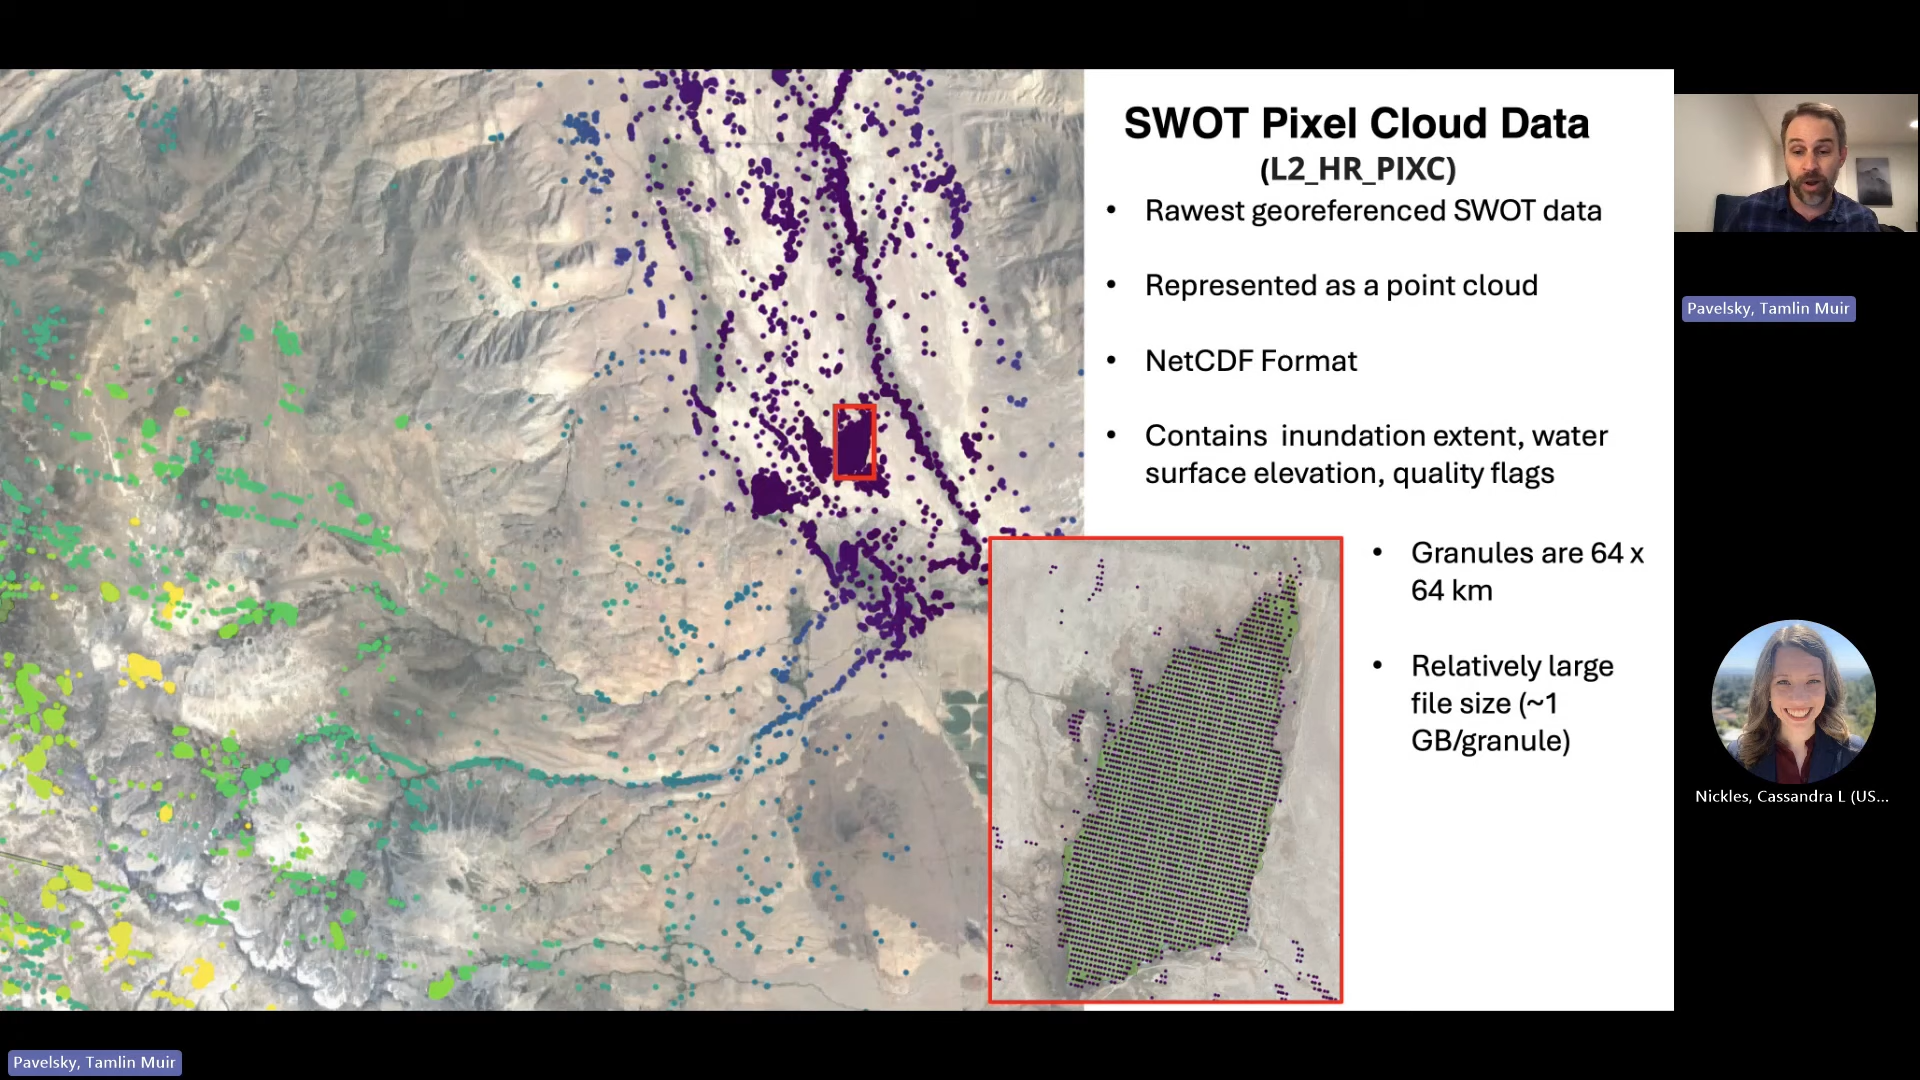 SWOT Pixel Cloud Data
(L2_HR_PIXC)
• Rawest georeferenced SWOT data
• Represented as a point cloud
• NetCDF Format
• Contains inundation extent, water
surface elevation, quality flags
• Granules are 64 x
64 km
• Relatively large
file size (~1
GB/granule)
Pavelsky, Tamlin Muir
Nickles, Cassandra L (US...
Pavelsky, Tamlin Muir